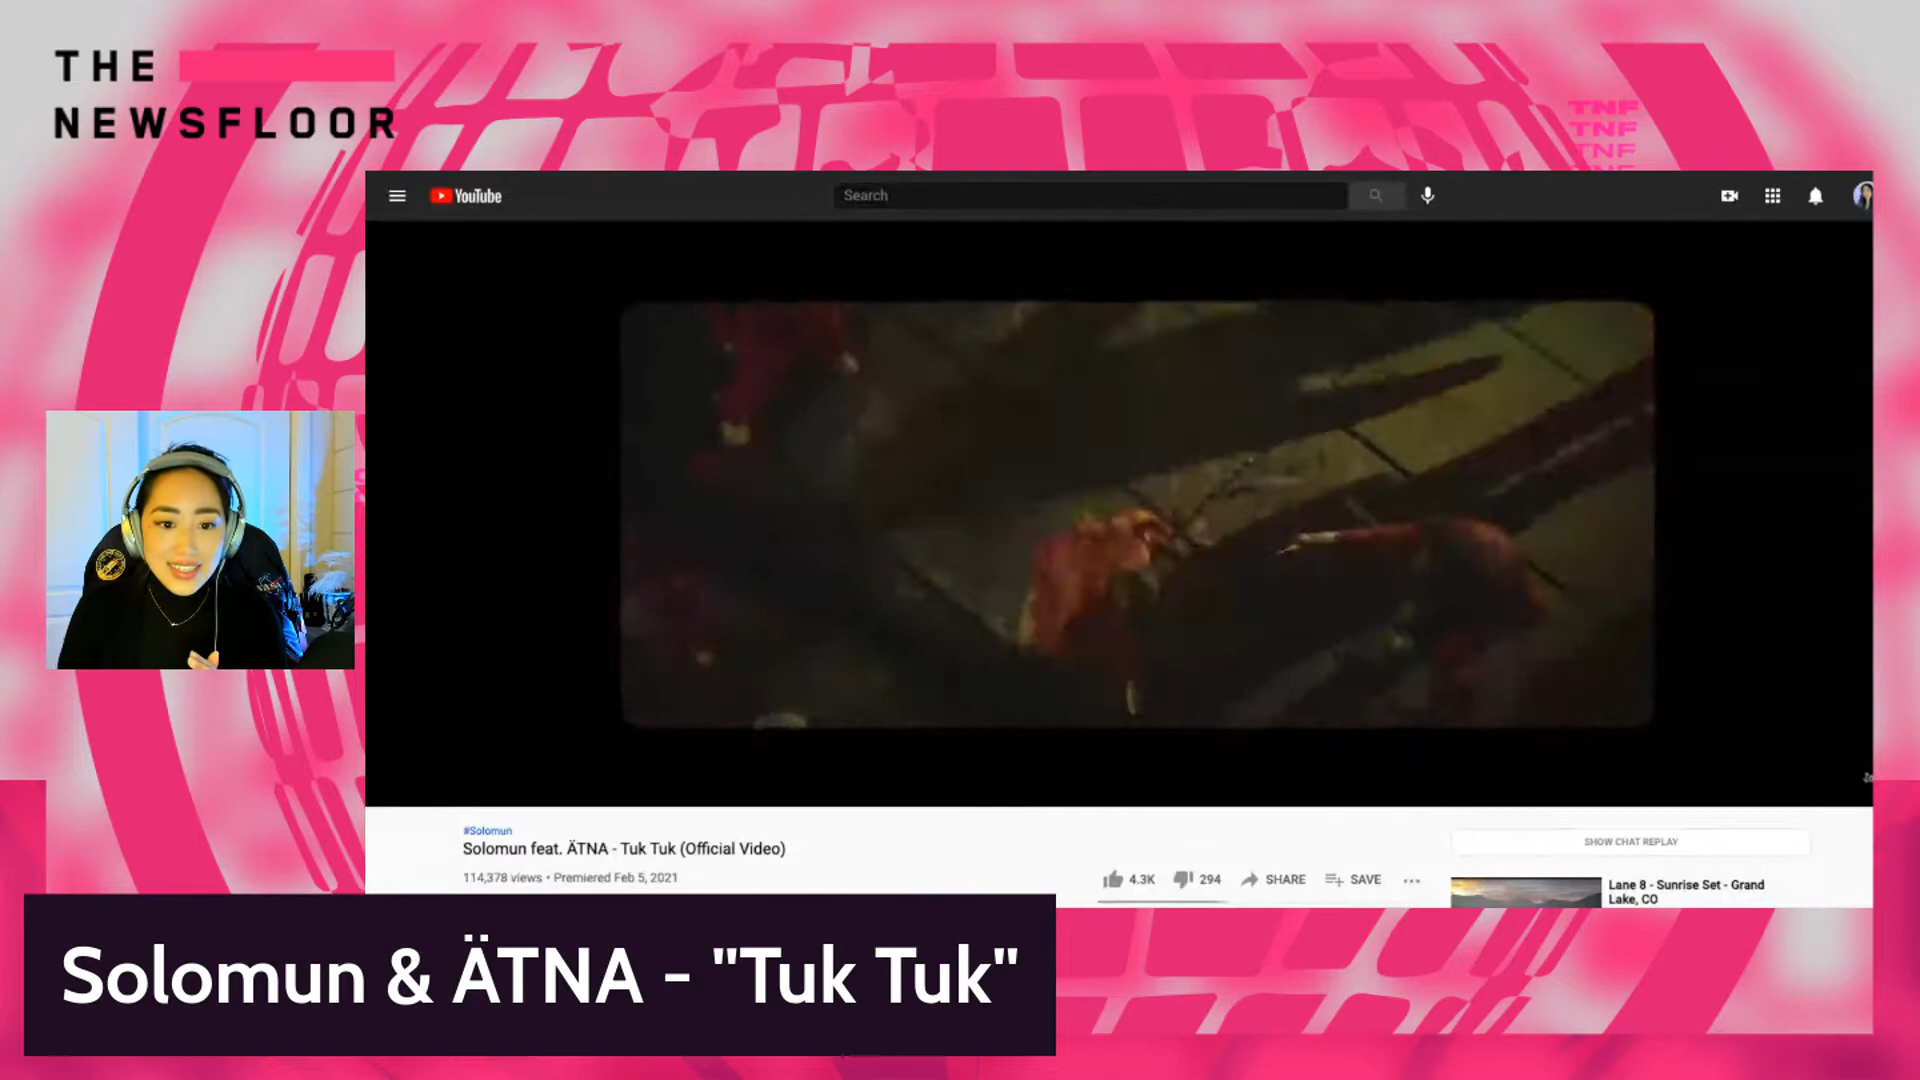 THE
NEWSFLOOR
TNF
TNF
TNF
YouTube
Search
#Solomun
Solomun feat. ÄTNA - Tuk Tuk (Official Video)
114,378 views • Premiered Feb 5, 2021
4.3K
294
SHARE
SAVE
SHOW CHAT REPLAY
Lane 8 - Sunrise Set - Grand
Lake, CO
Solomun & ÄTNA - "Tuk Tuk"